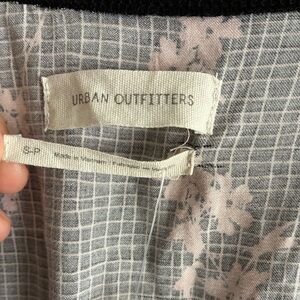 URBAN OUTFITTERS
S-P Made in Vietnam